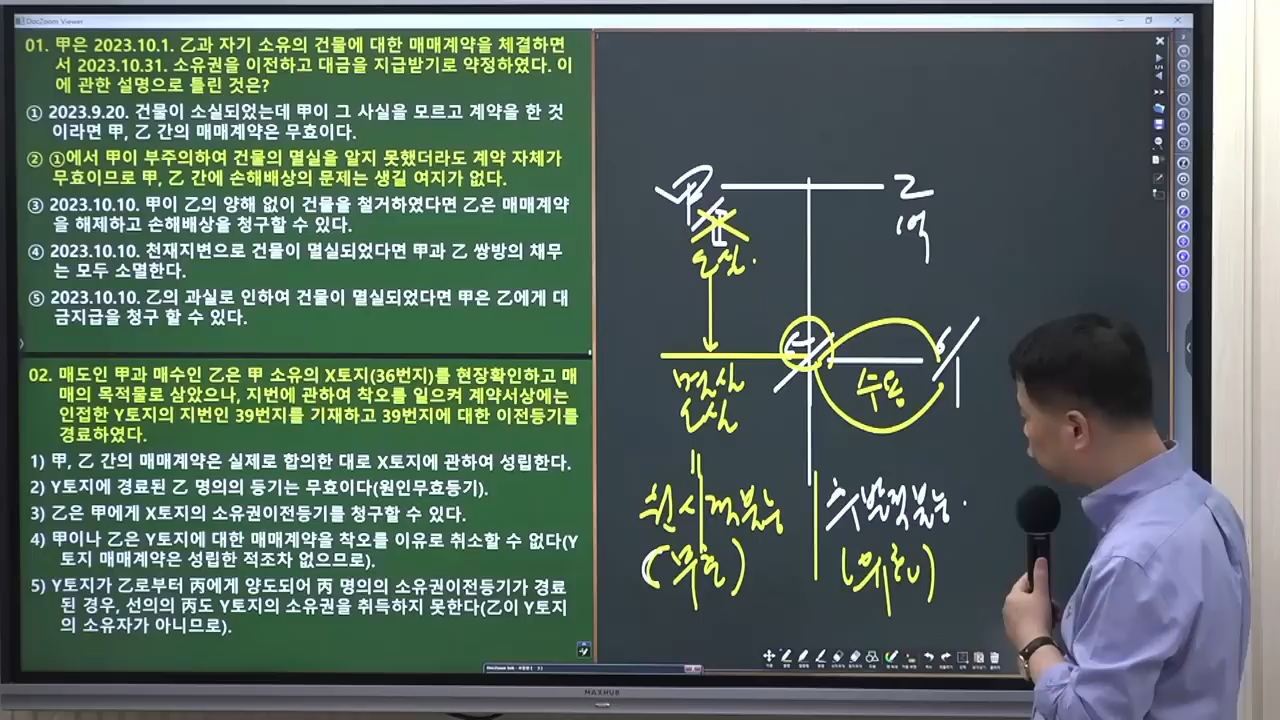 DocZoom Viewer
01. 甲은 2023.10.1. 乙과 자기 소유의 건물에 대한 매매계약을 체결하면
서 2023.10.31. 소유권을 이전하고 대금을 지급받기로 약정하였다. 이
에 관한 설명으로 틀린 것은?
① 2023.9.20. 건물이 소실되었는데 甲이 그 사실을 모르고 계약을 한 것
이라면 甲, 乙 간의 매매계약은 무효이다.
② ①에서 甲이 부주의하여 건물의 멸실을 알지 못했더라도 계약 자체가
무효이므로 甲, 乙 간에 손해배상의 문제는 생길 여지가 없다.
③ 2023.10.10. 甲이 乙의 양해 없이 건물을 철거하였다면 乙은 매매계약
을 해제하고 손해배상을 청구할 수 있다.
④ 2023.10.10. 천재지변으로 건물이 멸실되었다면 甲과 乙 쌍방의 채무
는 모두 소멸한다.
⑤ 2023.10.10. 乙의 과실로 인하여 건물이 멸실되었다면 甲은 乙에게 대
금지급을 청구 할 수 있다.
02. 매도인 甲과 매수인 乙은 甲 소유의 X토지(36번지)를 현장확인하고 매
매의 목적물로 삼았으나, 지번에 관하여 착오를 일으켜 계약서상에는
인접한 Y토지의 지번인 39번지를 기재하고 39번지에 대한 이전등기를
경료하였다.
1) 甲, 乙 간의 매매계약은 실제로 합의한 대로 X토지에 관하여 성립한다.
2) Y토지에 경료된 乙 명의의 등기는 무효이다(원인무효등기).
3) 乙은 甲에게 X토지의 소유권이전등기를 청구할 수 있다.
4) 甲이나 乙은 Y토지에 대한 매매계약을 착오를 이유로 취소할 수 없다(Y
토지 매매계약은 성립한 적조차 없으므로).
5) Y토지가 乙로부터 丙에게 양도되어 丙 명의의 소유권이전등기가 경료
된 경우, 선의의 丙도 Y토지의 소유권을 취득하지 못한다(乙이 Y토지
의 소유자가 아니므로).
甲 乙
1억
소실.
멸실 수용
소실
원시적불능 후발적불능.
(무효) (유효)
MAXHUB